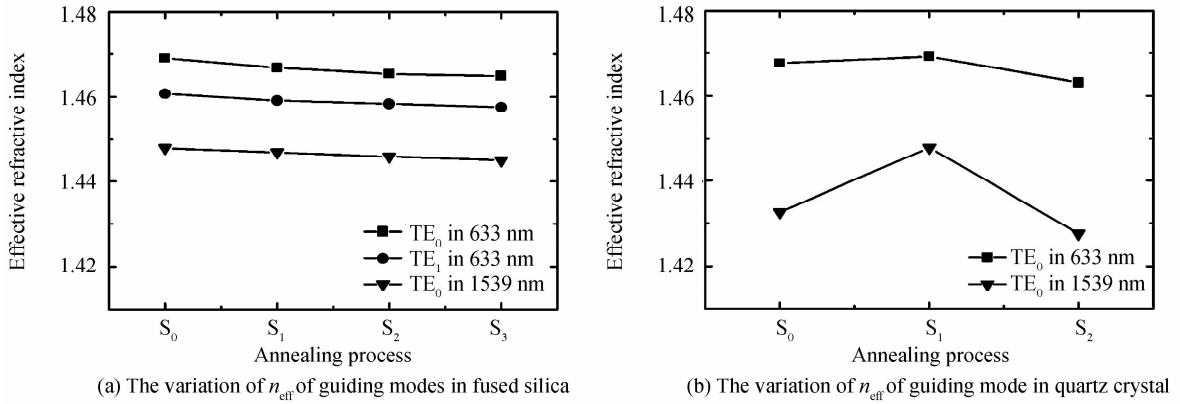 1.48
1.46
1.44
1.42
Effective refractive index
TE0 in 633 nm
TE1 in 633 nm
TE0 in 1539 nm
S0 S1 S2 S3
Annealing process
(a) The variation of neff of guiding modes in fused silica
1.48
1.46
1.44
1.42
Effective refractive index
TE0 in 633 nm
TE0 in 1539 nm
S0 S1 S2
Annealing process
(b) The variation of neff of guiding mode in quartz crystal